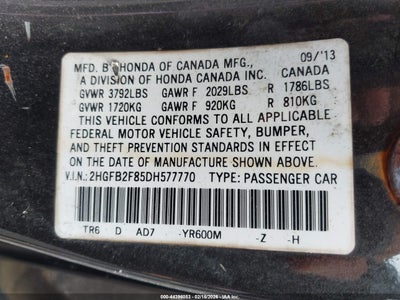 MFD. BY HONDA OF CANADA MFG., 09/'13
A DIVISION OF HONDA CANADA INC. CANADA
GVWR 3792LBS GAWR F 2029LBS R 1786LBS
GVWR 1720KG GAWR F 920KG R 810KG
THIS VEHICLE CONFORMS TO ALL APPLICABLE
FEDERAL MOTOR VEHICLE SAFETY, BUMPER,
AND THEFT PREVENTION STANDARDS IN EFFECT
ON THE DATE OF MANUFACTURE SHOWN ABOVE.
V.I.N.: 2HGFB2F85DH577770 TYPE: PASSENGER CAR
TR6 D AD7 -YR600M -Z -H